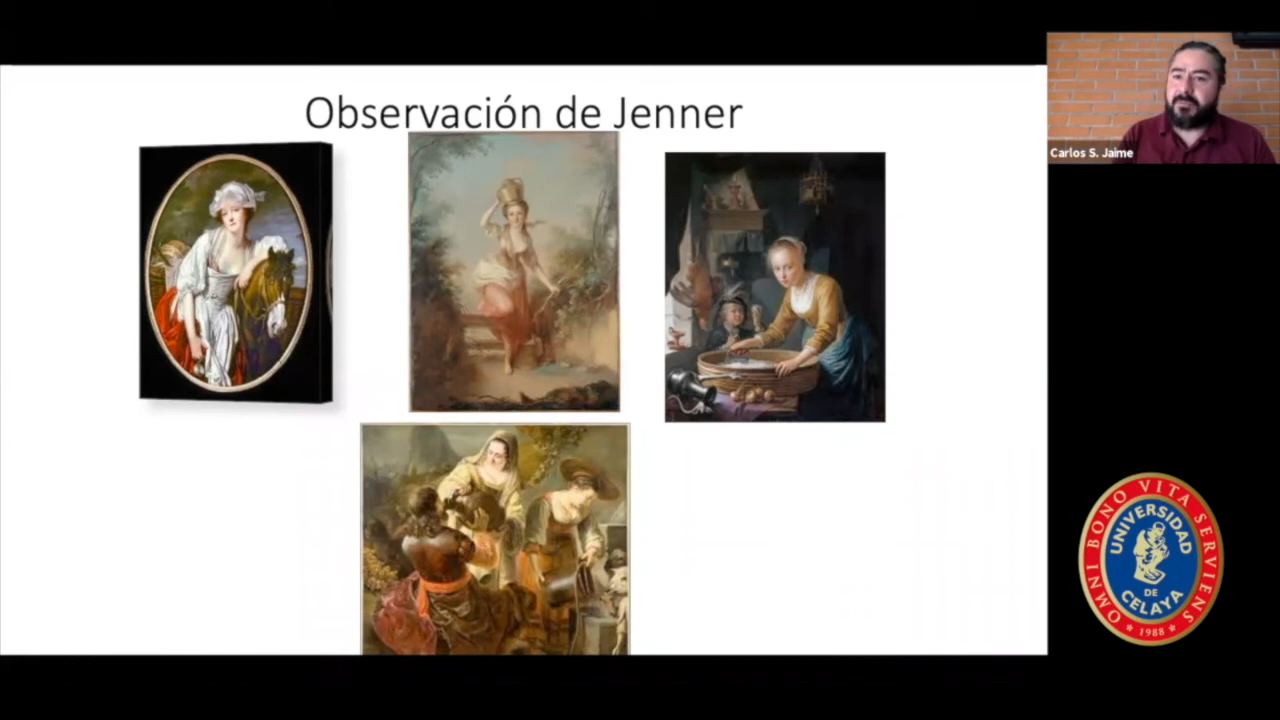 Observación de Jenner
Carlos S. Jaime
OMNI BONO VITA SERVIENS
UNIVERSIDAD
DE
CELAYA
* 1988 *